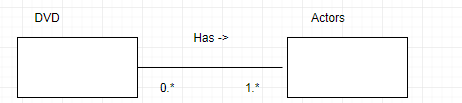 DVD
Actors
Has ->
0.*
1.*